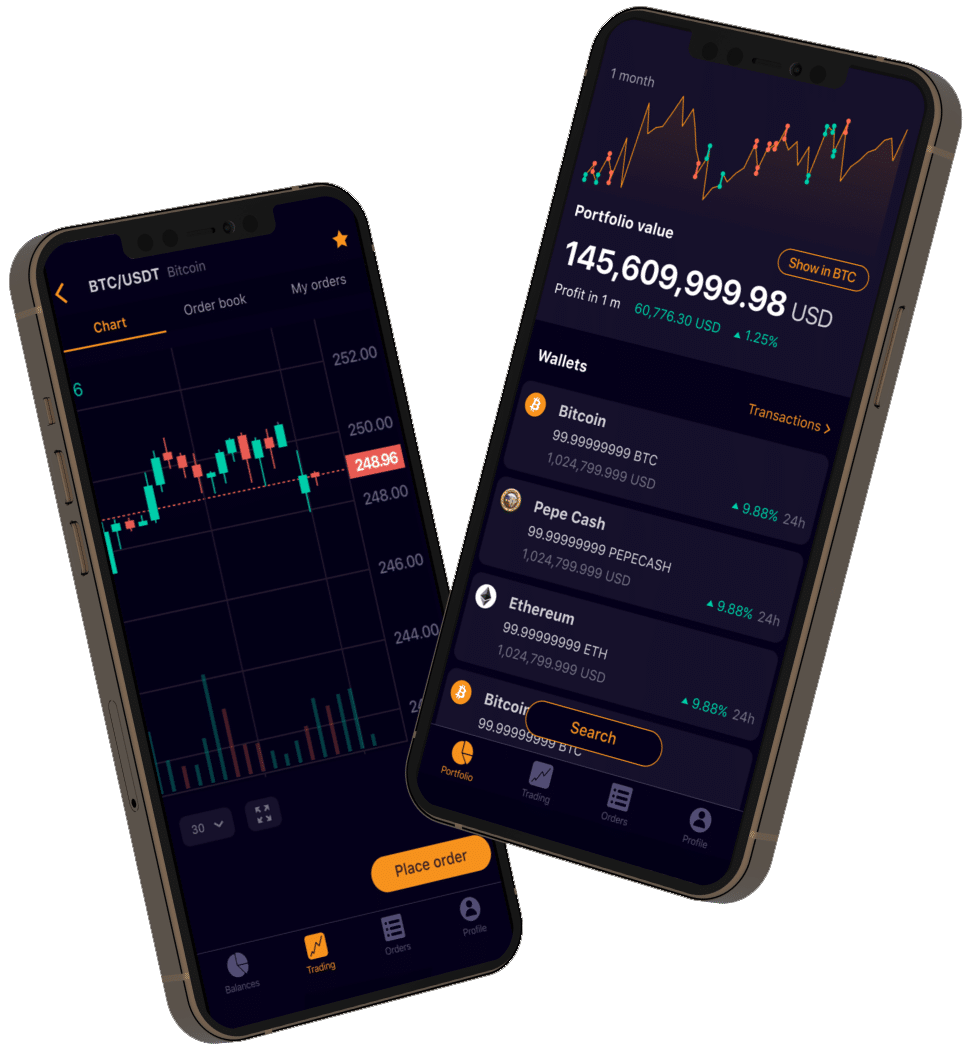 BTC/USDT Bitcoin
Chart
Order book
My orders
6
252.00
250.00
248.96
248.00
246.00
244.00
30
Place order
Balances
Trading
Orders
Profile
1 month
Portfolio value
Show in BTC
145,609,999.98 USD
Profit in 1 m 60,776.30 USD 1.25%
Wallets
Transactions
Bitcoin
99.99999999 BTC
1,024,799.999 USD
9.88% 24h
Pepe Cash
99.99999999 PEPECASH
1,024,799.999 USD
9.88% 24h
Ethereum
99.99999999 ETH
1,024,799.999 USD
9.88% 24h
Bitcoin
99.99999999 BTC
Search
Portfolio
Trading
Orders
Profile